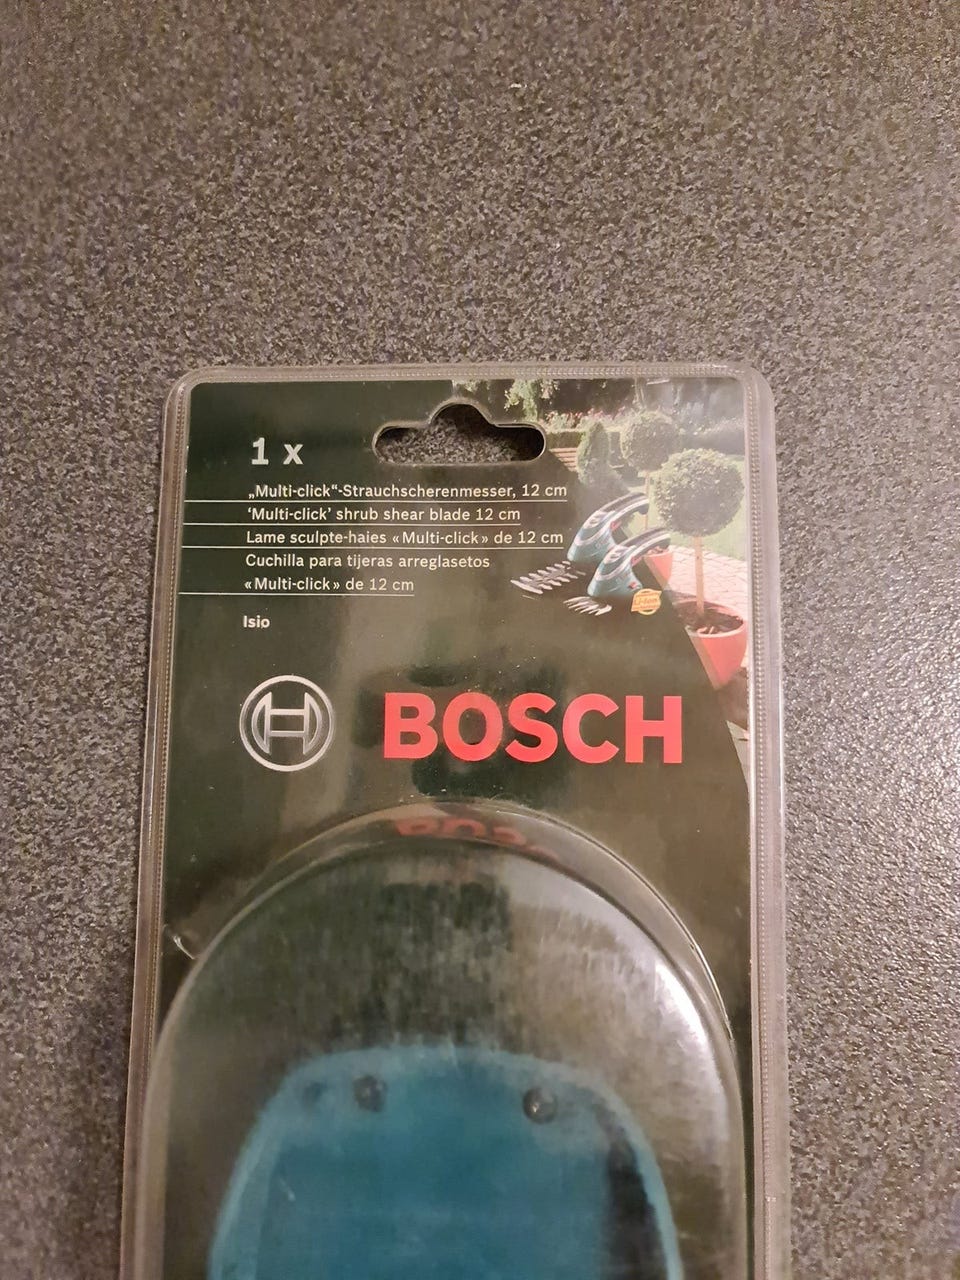 1 x
„Multi-click“-Strauchscherenmesser, 12 cm
‘Multi-click’ shrub shear blade 12 cm
Lame sculpte-haies «Multi-click» de 12 cm
Cuchilla para tijeras arreglasetos
«Multi-click» de 12 cm
Isio
BOSCH